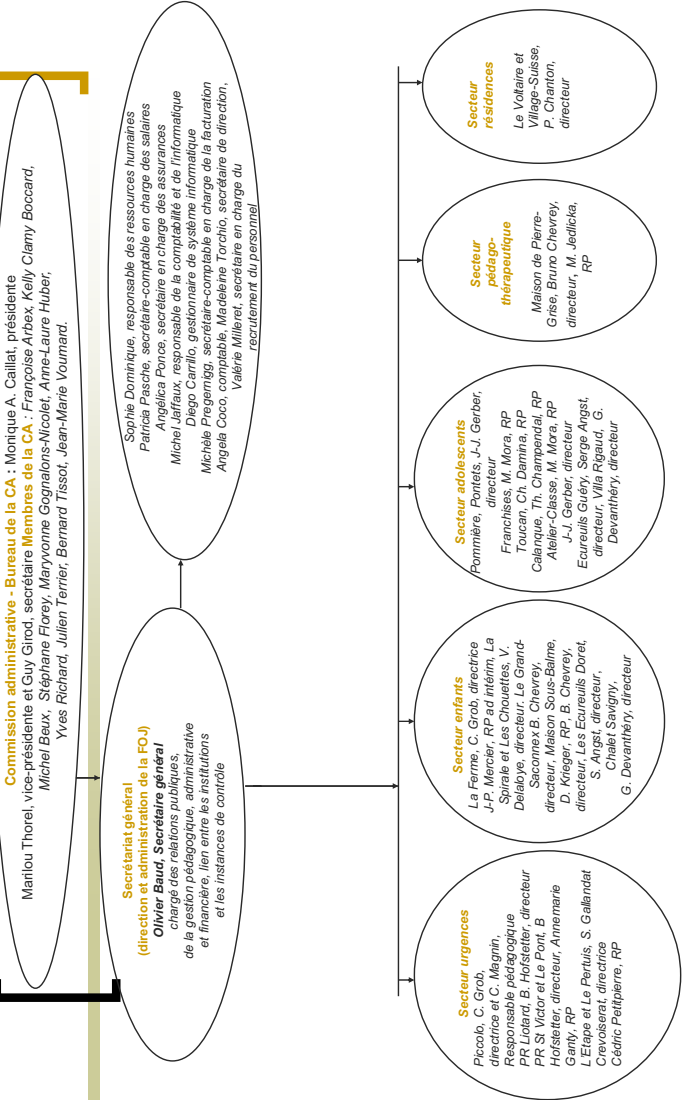 Commission administrative - Bureau de la CA : Monique A. Caillat, présidente
Marilou Thorel, vice-présidente et Guy Girod, secrétaire Membres de la CA : Françoise Arbex, Kelly Clamy Boccard,
Michel Beux, Stéphane Florey, Maryvonne Gognalons-Nicolet, Anne-Laure Huber,
Yves Richard, Julien Terrier, Bernard Tissot, Jean-Marie Voumard.
Secrétariat général
(direction et administration de la FOJ)
Olivier Baud, Secrétaire général
chargé des relations publiques,
de la gestion pédagogique, administrative
et financière, lien entre les institutions
et les instances de contrôle
Sophie Dominique, responsable des ressources humaines
Patricia Pasche, secrétaire-comptable en charge des salaires
Angélica Ponce, secrétaire en charge des assurances
Michel Jaffaux, responsable de la comptabilité et de l'informatique
Diego Carrillo, gestionnaire de système informatique
Michèle Pregernigg, secrétaire-comptable en charge de la facturation
Angela Coco, comptable, Madeleine Torchio, secrétaire de direction,
Valérie Milleret, secrétaire en charge du
recrutement du personnel
Secteur urgences
Piccolo, C. Grob,
directrice et C. Magnin,
Responsable pédagogique
PR Liotard, B. Hofstetter, directeur
PR St Victor et Le Pont, B
Hofstetter, directeur, Annemarie
Ganty, RP
L'Etape et Le Pertuis, S. Gallandat
Crevoiserat, directrice
Cédric Petitpierre, RP
Secteur enfants
La Ferme, C. Grob, directrice
J-P. Mercier, RP ad intérim, La
Spirale et Les Chouettes, V.
Delaloye, directeur, Le Grand-
Saconnex B. Chevrey,
directeur, Maison Sous-Balme,
D. Krieger, RP, B. Chevrey,
directeur, Les Ecureuils Doret,
S. Angst, directeur,
Chalet Savigny,
G. Devanthéry, directeur
Secteur adolescents
Pommière, Pontets, J-J. Gerber,
directeur
Franchises, M. Mora, RP
Toucan, Ch. Damina, RP
Calanque, Th. Champendal, RP
Atelier-Classe, M. Mora, RP
J-J. Gerber, directeur
Ecureuils Guéry, Serge Angst,
directeur, Villa Rigaud, G.
Devanthéry, directeur
Secteur
pédago-
thérapeutique
Maison de Pierre-
Grise, Bruno Chevrey,
directeur, M. Jedlicka,
RP
Secteur
résidences
Le Voltaire et
Village-Suisse,
P. Chanton,
directeur